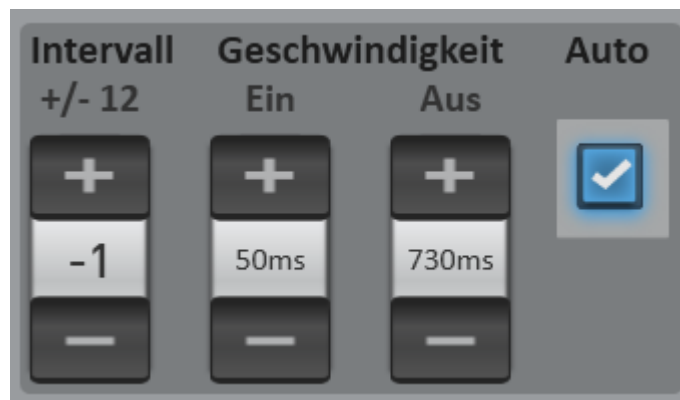 Intervall Geschwindigkeit Auto
+/- 12 Ein Aus
-1 50ms 730ms